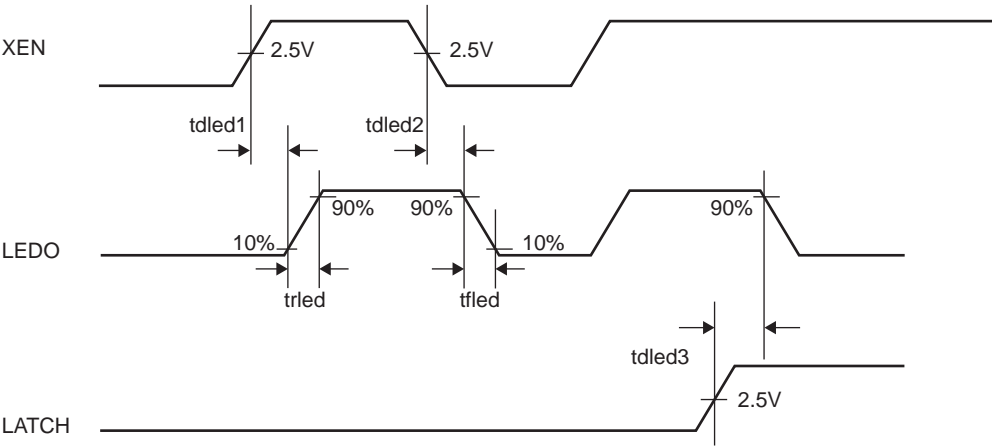 XEN
2.5V
2.5V
tdled1
tdled2
90%
90%
90%
LEDO
10%
10%
trled
tfled
tdled3
2.5V
LATCH